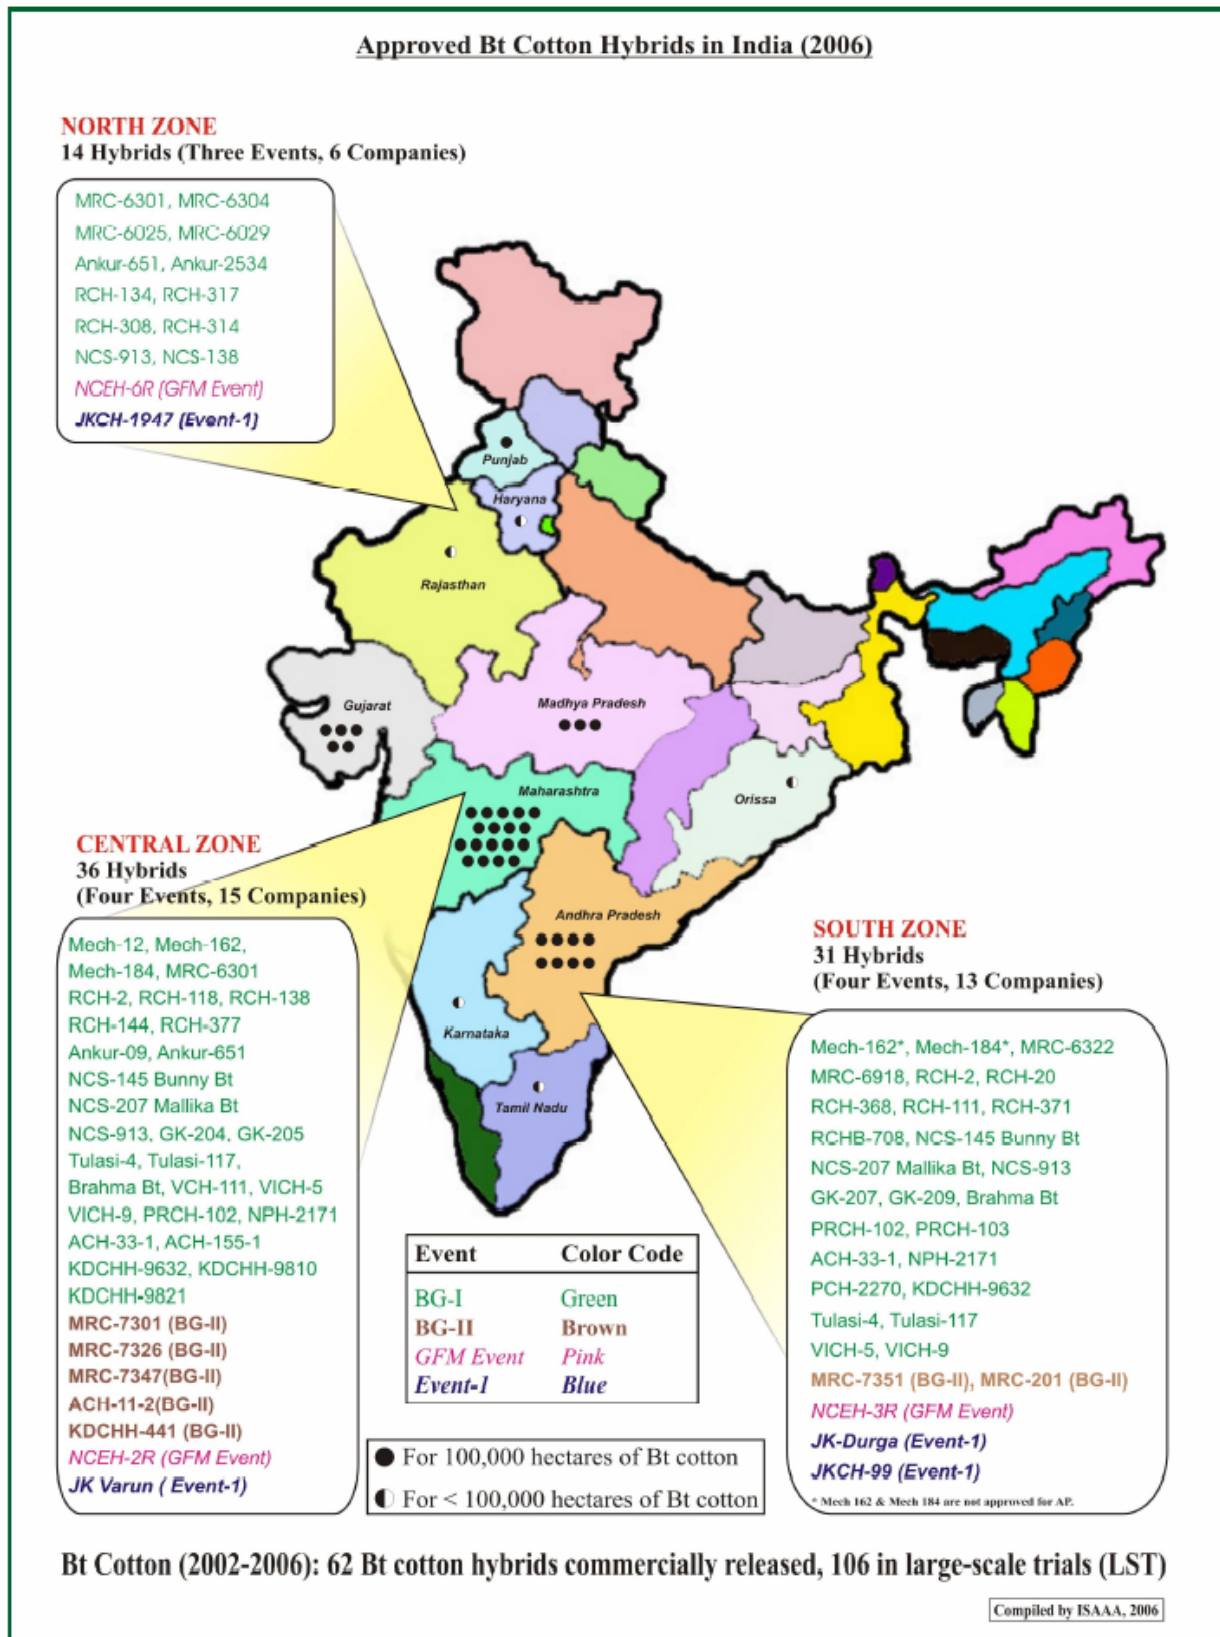 Approved Bt Cotton Hybrids in India (2006)
NORTH ZONE
14 Hybrids (Three Events, 6 Companies)
MRC-6301, MRC-6304
MRC-6025, MRC-6029
Ankur-651, Ankur-2534
RCH-134, RCH-317
RCH-308, RCH-314
NCS-913, NCS-138
NCEH-6R (GFM Event)
JKCH-1947 (Event-1)
Punjab
Haryana
Rajasthan
Gujarat
Madhya Pradesh
Maharashtra
Orissa
Andhra Pradesh
Karnataka
Tamil Nadu
CENTRAL ZONE
36 Hybrids
(Four Events, 15 Companies)
Mech-12, Mech-162,
Mech-184, MRC-6301
RCH-2, RCH-118, RCH-138
RCH-144, RCH-377
Ankur-09, Ankur-651
NCS-145 Bunny Bt
NCS-207 Mallika Bt
NCS-913, GK-204, GK-205
Tulasi-4, Tulasi-117,
Brahma Bt, VCH-111, VICH-5
VICH-9, PRCH-102, NPH-2171
ACH-33-1, ACH-155-1
KDCHH-9632, KDCHH-9810
KDCHH-9821
MRC-7301 (BG-II)
MRC-7326 (BG-II)
MRC-7347(BG-II)
ACH-11-2(BG-II)
KDCHH-441 (BG-II)
NCEH-2R (GFM Event)
JK Varun ( Event-1)
SOUTH ZONE
31 Hybrids
(Four Events, 13 Companies)
Mech-162*, Mech-184*, MRC-6322
MRC-6918, RCH-2, RCH-20
RCH-368, RCH-111, RCH-371
RCHB-708, NCS-145 Bunny Bt
NCS-207 Mallika Bt, NCS-913
GK-207, GK-209, Brahma Bt
PRCH-102, PRCH-103
ACH-33-1, NPH-2171
PCH-2270, KDCHH-9632
Tulasi-4, Tulasi-117
VICH-5, VICH-9
MRC-7351 (BG-II), MRC-201 (BG-II)
NCEH-3R (GFM Event)
JK-Durga (Event-1)
JKCH-99 (Event-1)
* Mech 162 & Mech 184 are not approved for AP.
Event Color Code
BG-I Green
BG-II Brown
GFM Event Pink
Event-1 Blue
For 100,000 hectares of Bt cotton
For < 100,000 hectares of Bt cotton
Bt Cotton (2002-2006): 62 Bt cotton hybrids commercially released, 106 in large-scale trials (LST)
Compiled by ISAAA, 2006